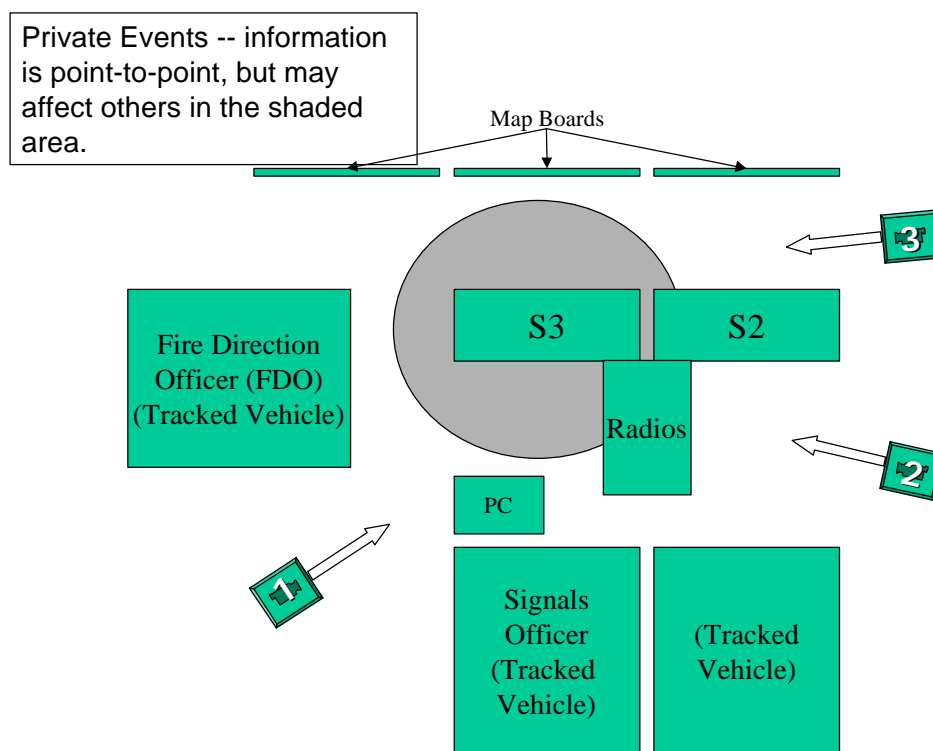 Private Events -- information
is point-to-point, but may
affect others in the shaded
area.
Map Boards
3
S3
S2
Fire Direction
Officer (FDO)
(Tracked Vehicle)
Radios
2
PC
1
Signals
Officer
(Tracked
Vehicle)
(Tracked
Vehicle)